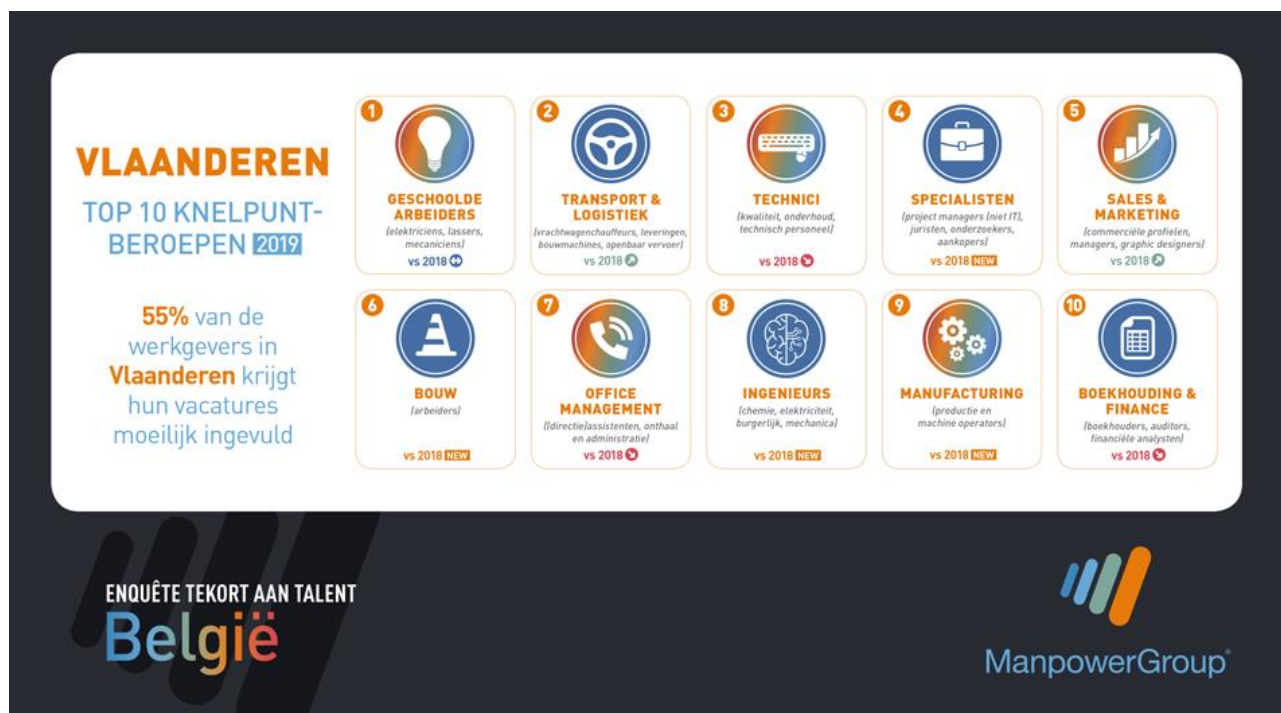 VLAANDEREN
TOP 10 KNELPUNT-
BEROEPEN 2019
55% van de
werkgevers in
Vlaanderen krijgt
hun vacatures
moeilijk ingevuld
1
GESCHOOLDE
ARBEIDERS
(elektriciens, lassers,
mecaniciens)
vs 2018
2
TRANSPORT &
LOGISTIEK
(vrachtwagenchauffeurs, leveringen,
bouwmachines, openbaar vervoer)
vs 2018
3
TECHNICI
(kwaliteit, onderhoud,
technisch personeel)
vs 2018
4
SPECIALISTEN
(project managers (niet IT),
juristen, onderzoekers,
aankopers)
vs 2018 NEW
5
SALES &
MARKETING
(commerciële profielen,
managers, graphic designers)
vs 2018
6
BOUW
(arbeiders)
vs 2018 NEW
7
OFFICE
MANAGEMENT
((directie)assistenten, onthaal
en administratie)
vs 2018
8
INGENIEURS
(chemie, elektriciteit,
burgerlijk, mechanica)
vs 2018 NEW
9
MANUFACTURING
(productie en
machine operators)
vs 2018 NEW
10
BOEKHOUDING &
FINANCE
(boekhouders, auditors,
financiële analysten)
vs 2018
ENQUÊTE TEKORT AAN TALENT
België
ManpowerGroup